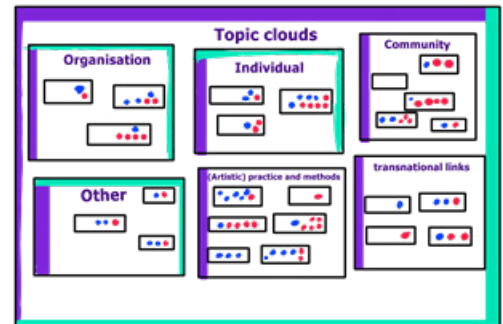 Topic clouds
Organisation
Individual
Community
Other
(Artistic) practice and methods
transnational links